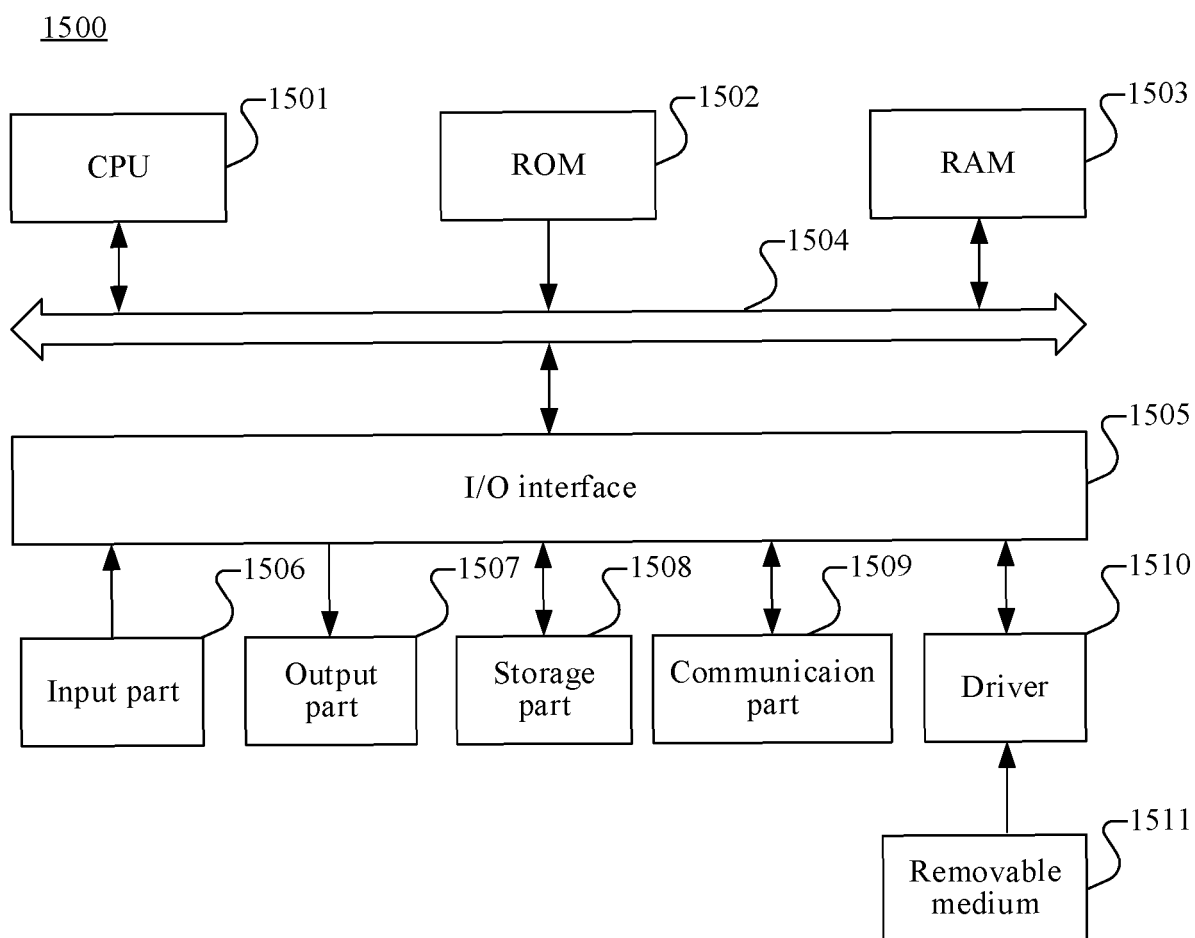 1500
1501
1502
1503
CPU
ROM
RAM
1504
1505
I/O interface
1506
1507
1508
1509
1510
Input part
Output
part
Storage
part
Communicaion
part
Driver
1511
Removable
medium